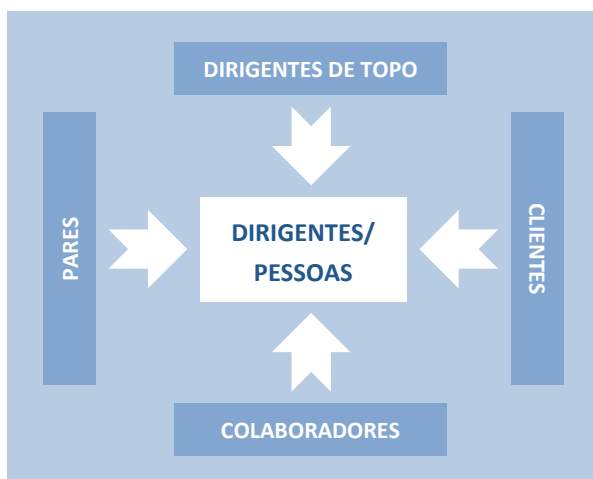 DIRIGENTES DE TOPO
PARES
DIRIGENTES/
PESSOAS
CLIENTES
COLABORADORES